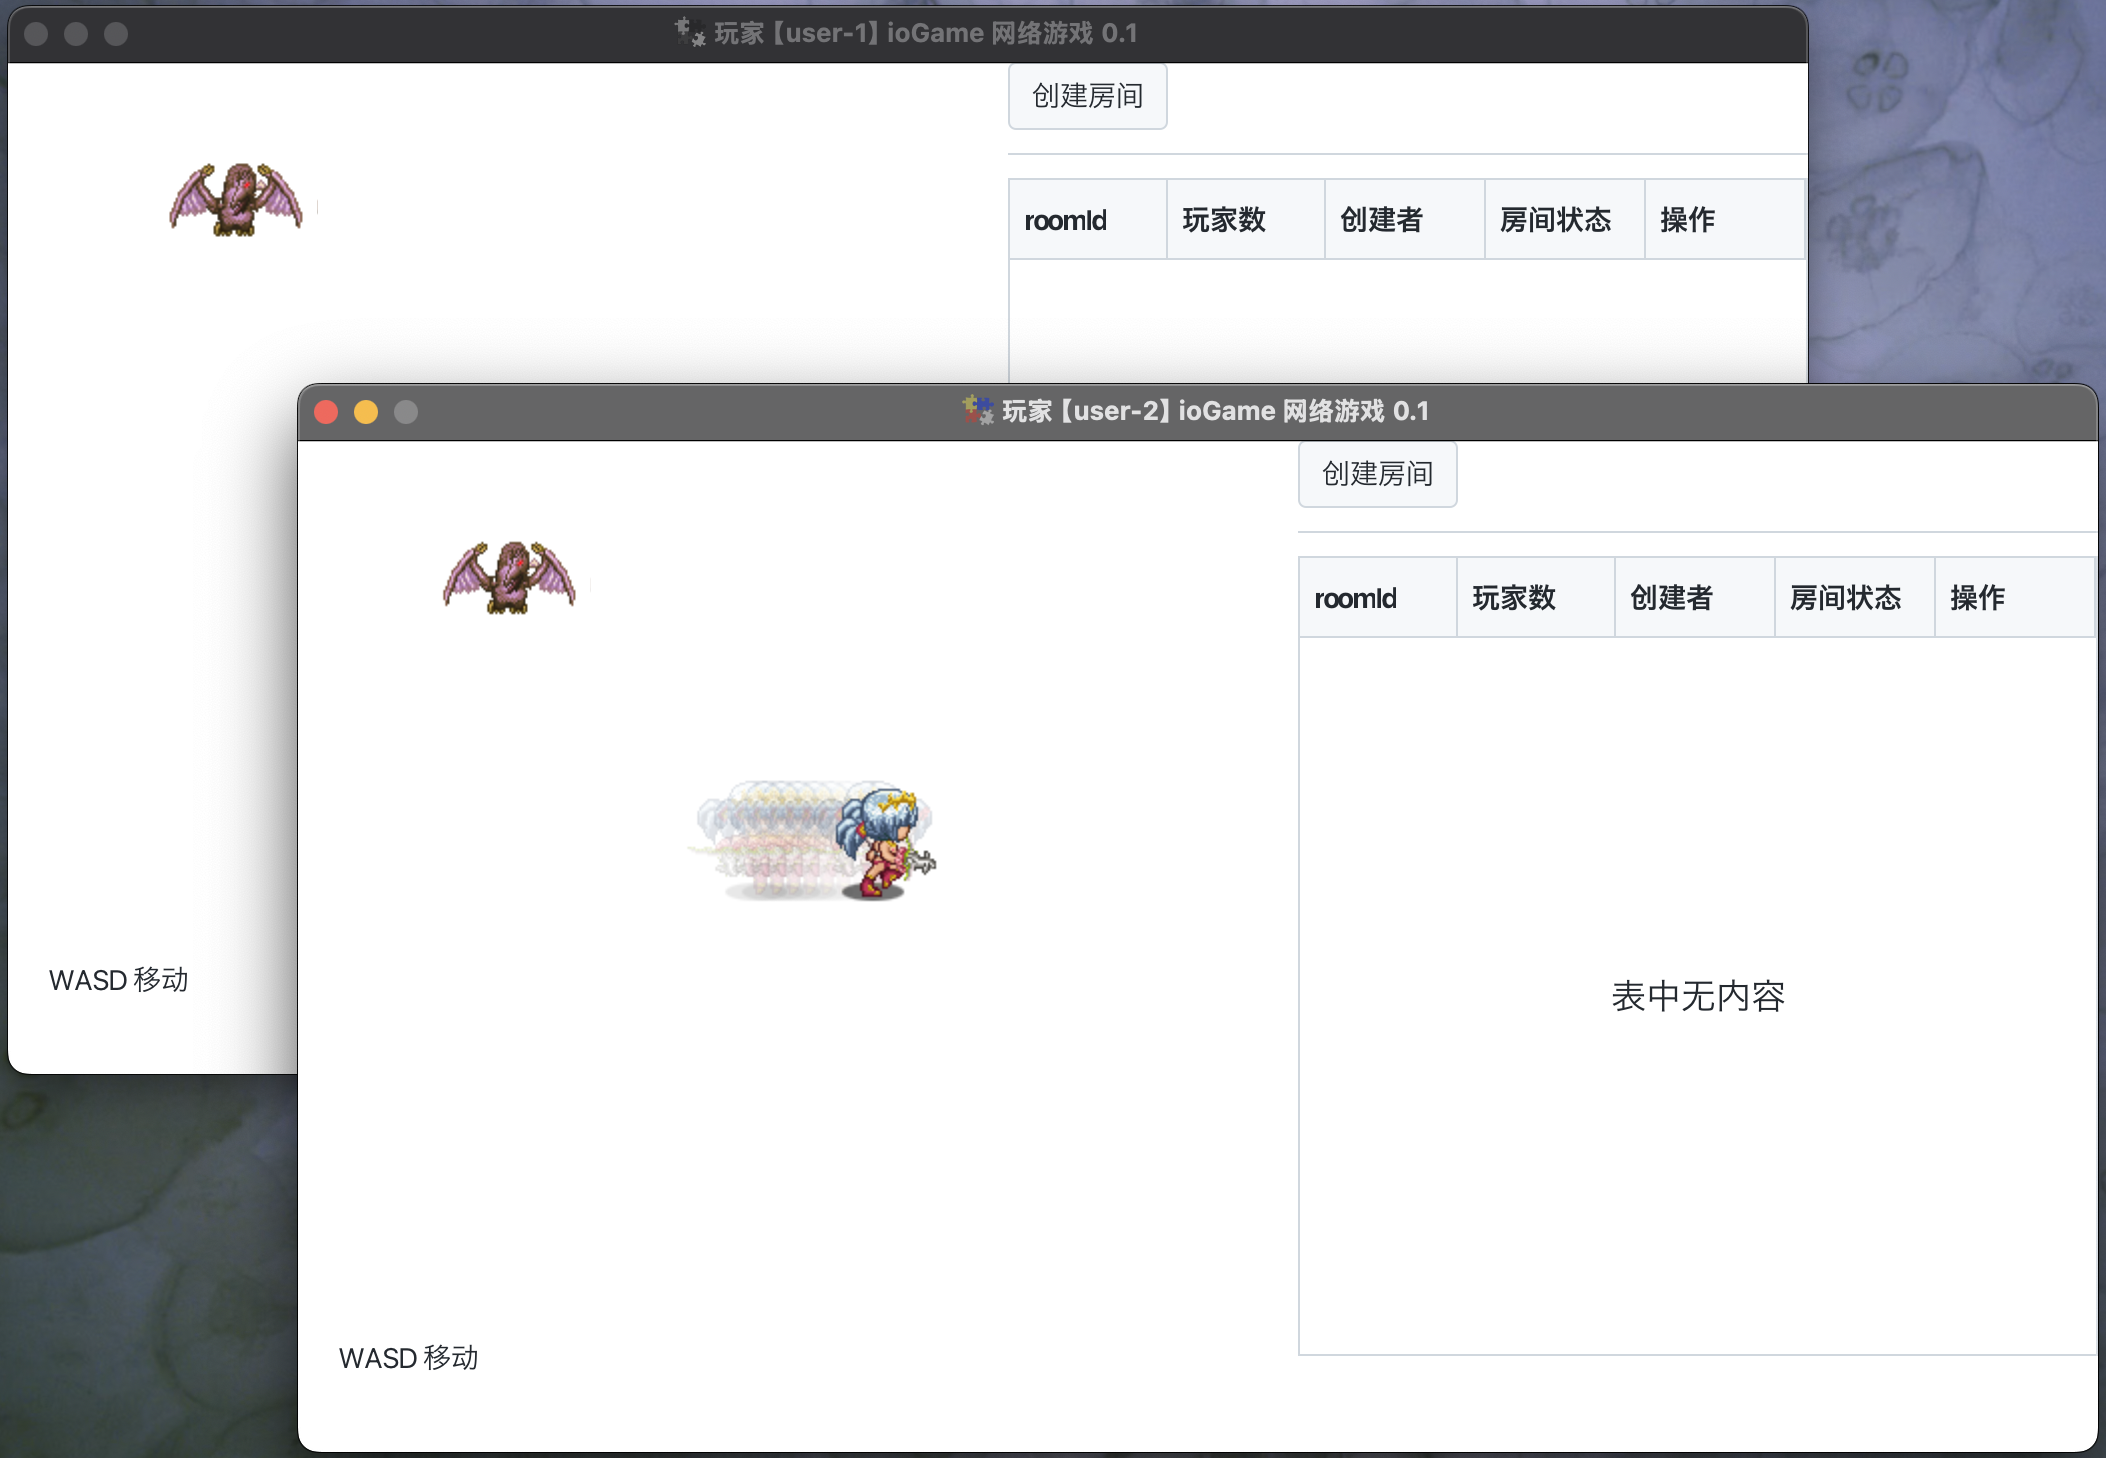 玩家【user-1】ioGame 网络游戏 0.1
创建房间
roomId 玩家数 创建者 房间状态 操作
WASD 移动
玩家【user-2】ioGame 网络游戏 0.1
创建房间
roomId 玩家数 创建者 房间状态 操作
表中无内容
WASD 移动